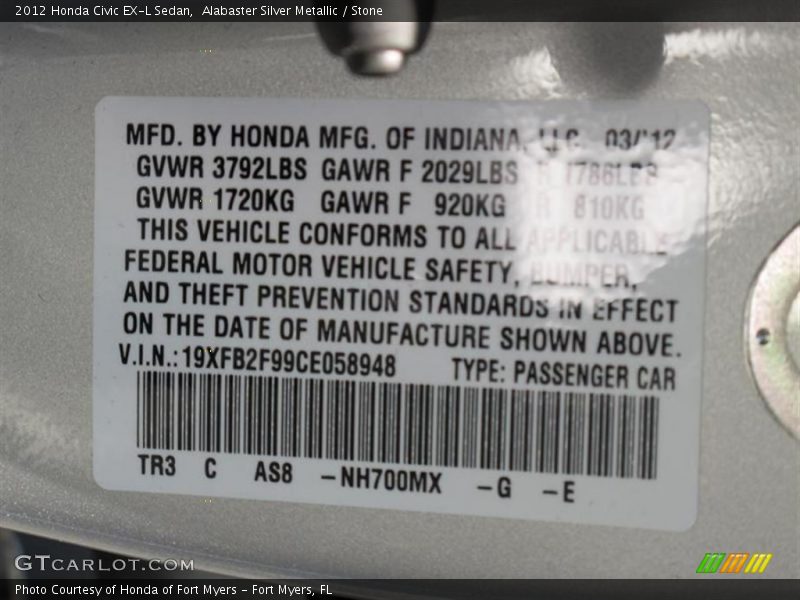 2012 Honda Civic EX-L Sedan,  Alabaster Silver Metallic / Stone
MFD. BY HONDA MFG. OF INDIANA, LLC 03/12
GVWR 3792LBS GAWR F 2029LBS R 1786LBS
GVWR 1720KG GAWR F 920KG R 810KG
THIS VEHICLE CONFORMS TO ALL APPLICABLE
FEDERAL MOTOR VEHICLE SAFETY, BUMPER,
AND THEFT PREVENTION STANDARDS IN EFFECT
ON THE DATE OF MANUFACTURE SHOWN ABOVE.
V.I.N.:19XFB2F99CE058948 TYPE: PASSENGER CAR
TR3 C AS8 -NH700MX -G -E
GTCARLOT.COM
Photo Courtesy of Honda of Fort Myers - Fort Myers, FL